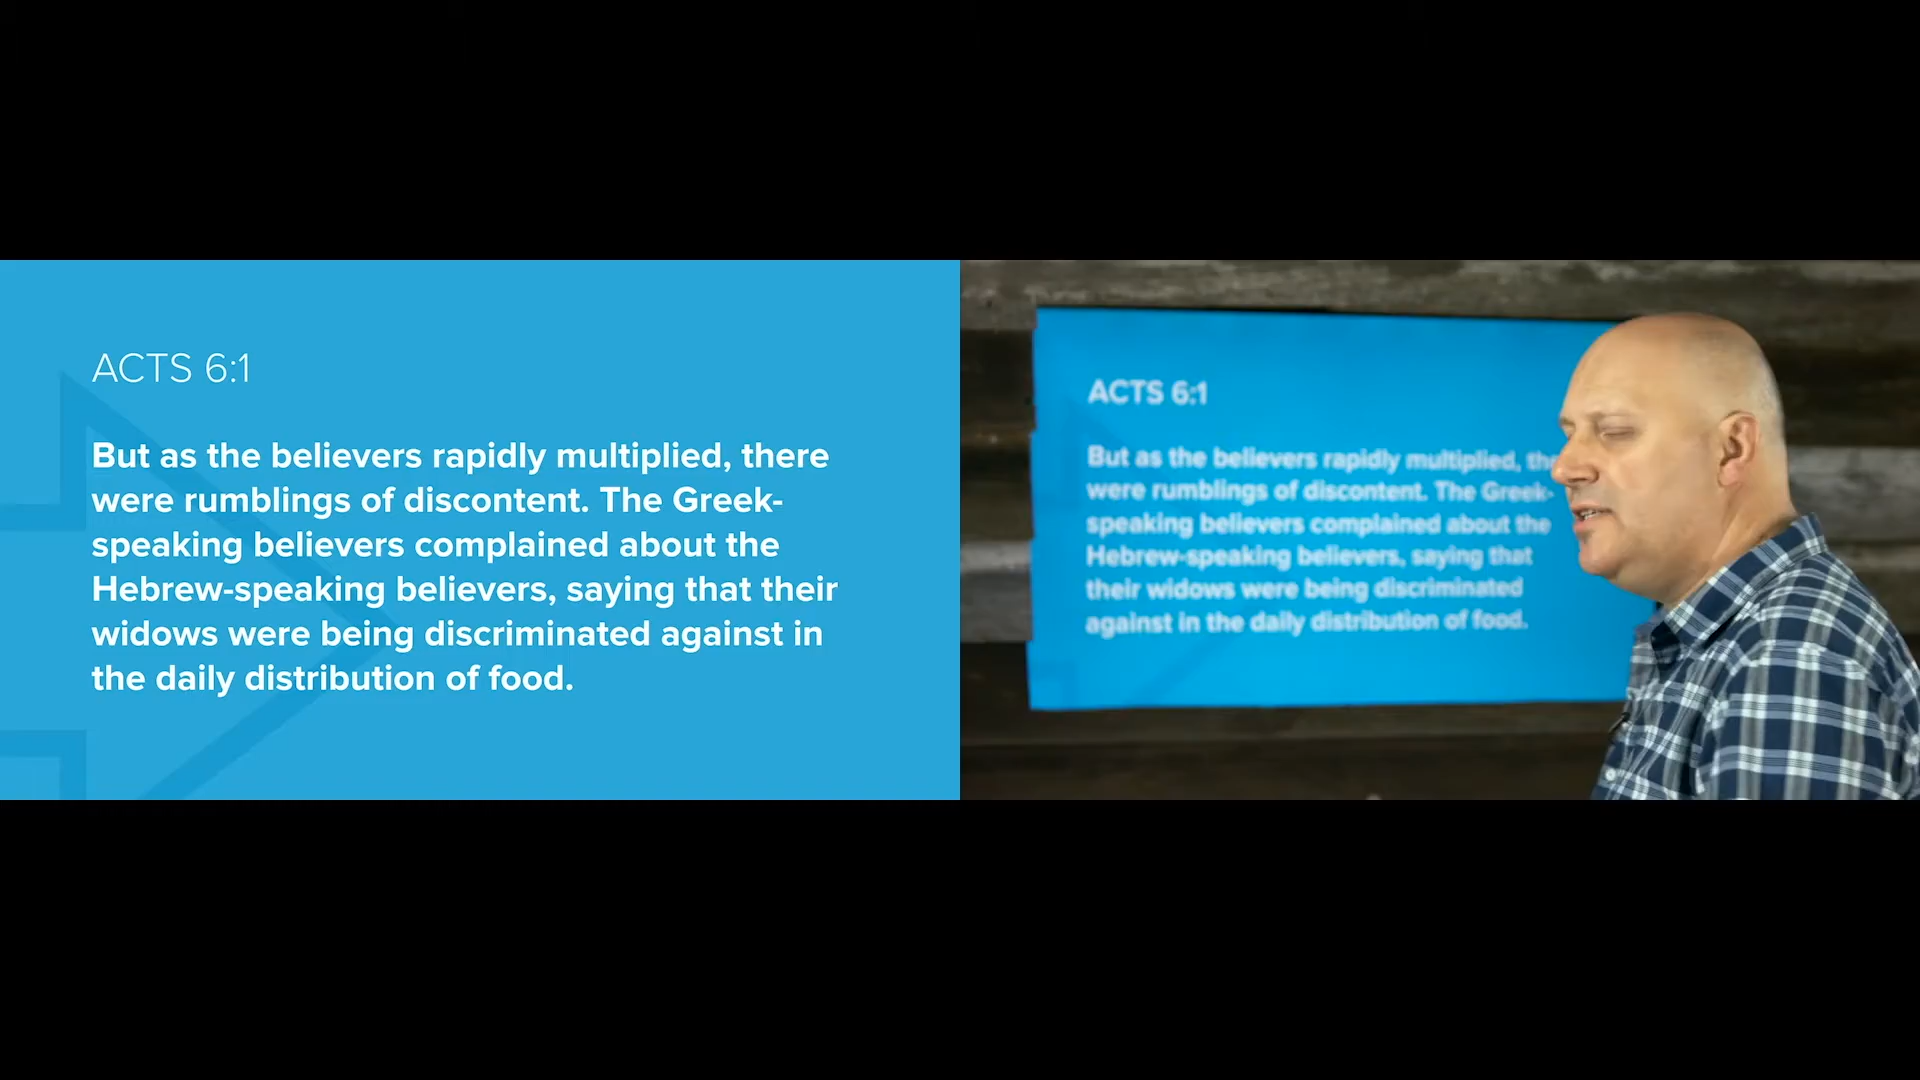 ACTS 6:1
But as the believers rapidly multiplied, there
were rumblings of discontent. The Greek-
speaking believers complained about the
Hebrew-speaking believers, saying that their
widows were being discriminated against in
the daily distribution of food.
ACTS 6:1
But as the believers rapidly multiplied, the
were rumblings of discontent. The Greek-
speaking believers complained about the
Hebrew-speaking believers, saying that
their widows were being discriminated
against in the daily distribution of food.